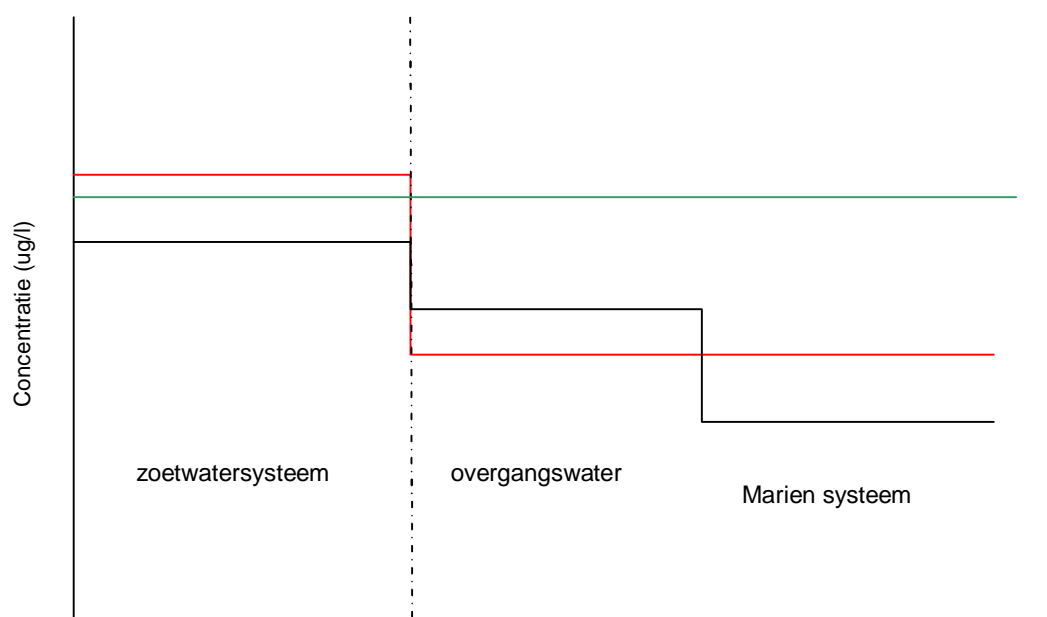 Concentratie (ug/l)
zoetwatersysteem
overgangswater
Marien systeem